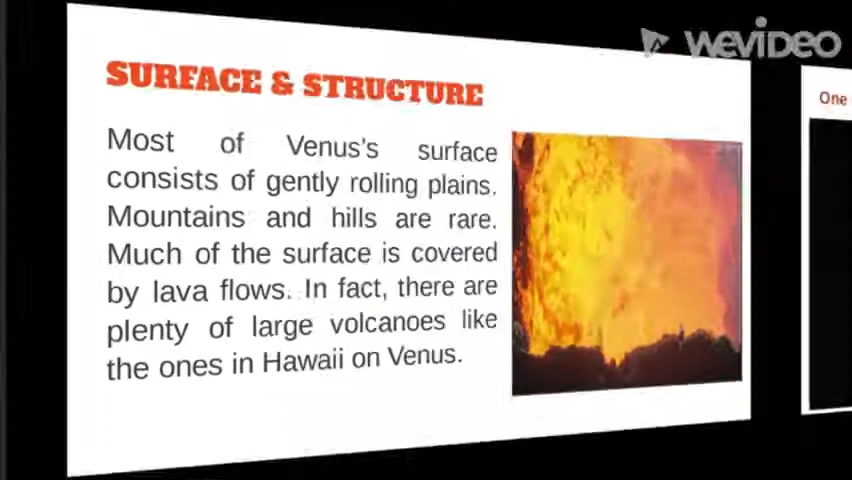 WEVIDEO
SURFACE & STRUCTURE
Most of Venus's surface
consists of gently rolling plains.
Mountains and hills are rare.
Much of the surface is covered
by lava flows. In fact, there are
plenty of large volcanoes like
the ones in Hawaii on Venus.
One